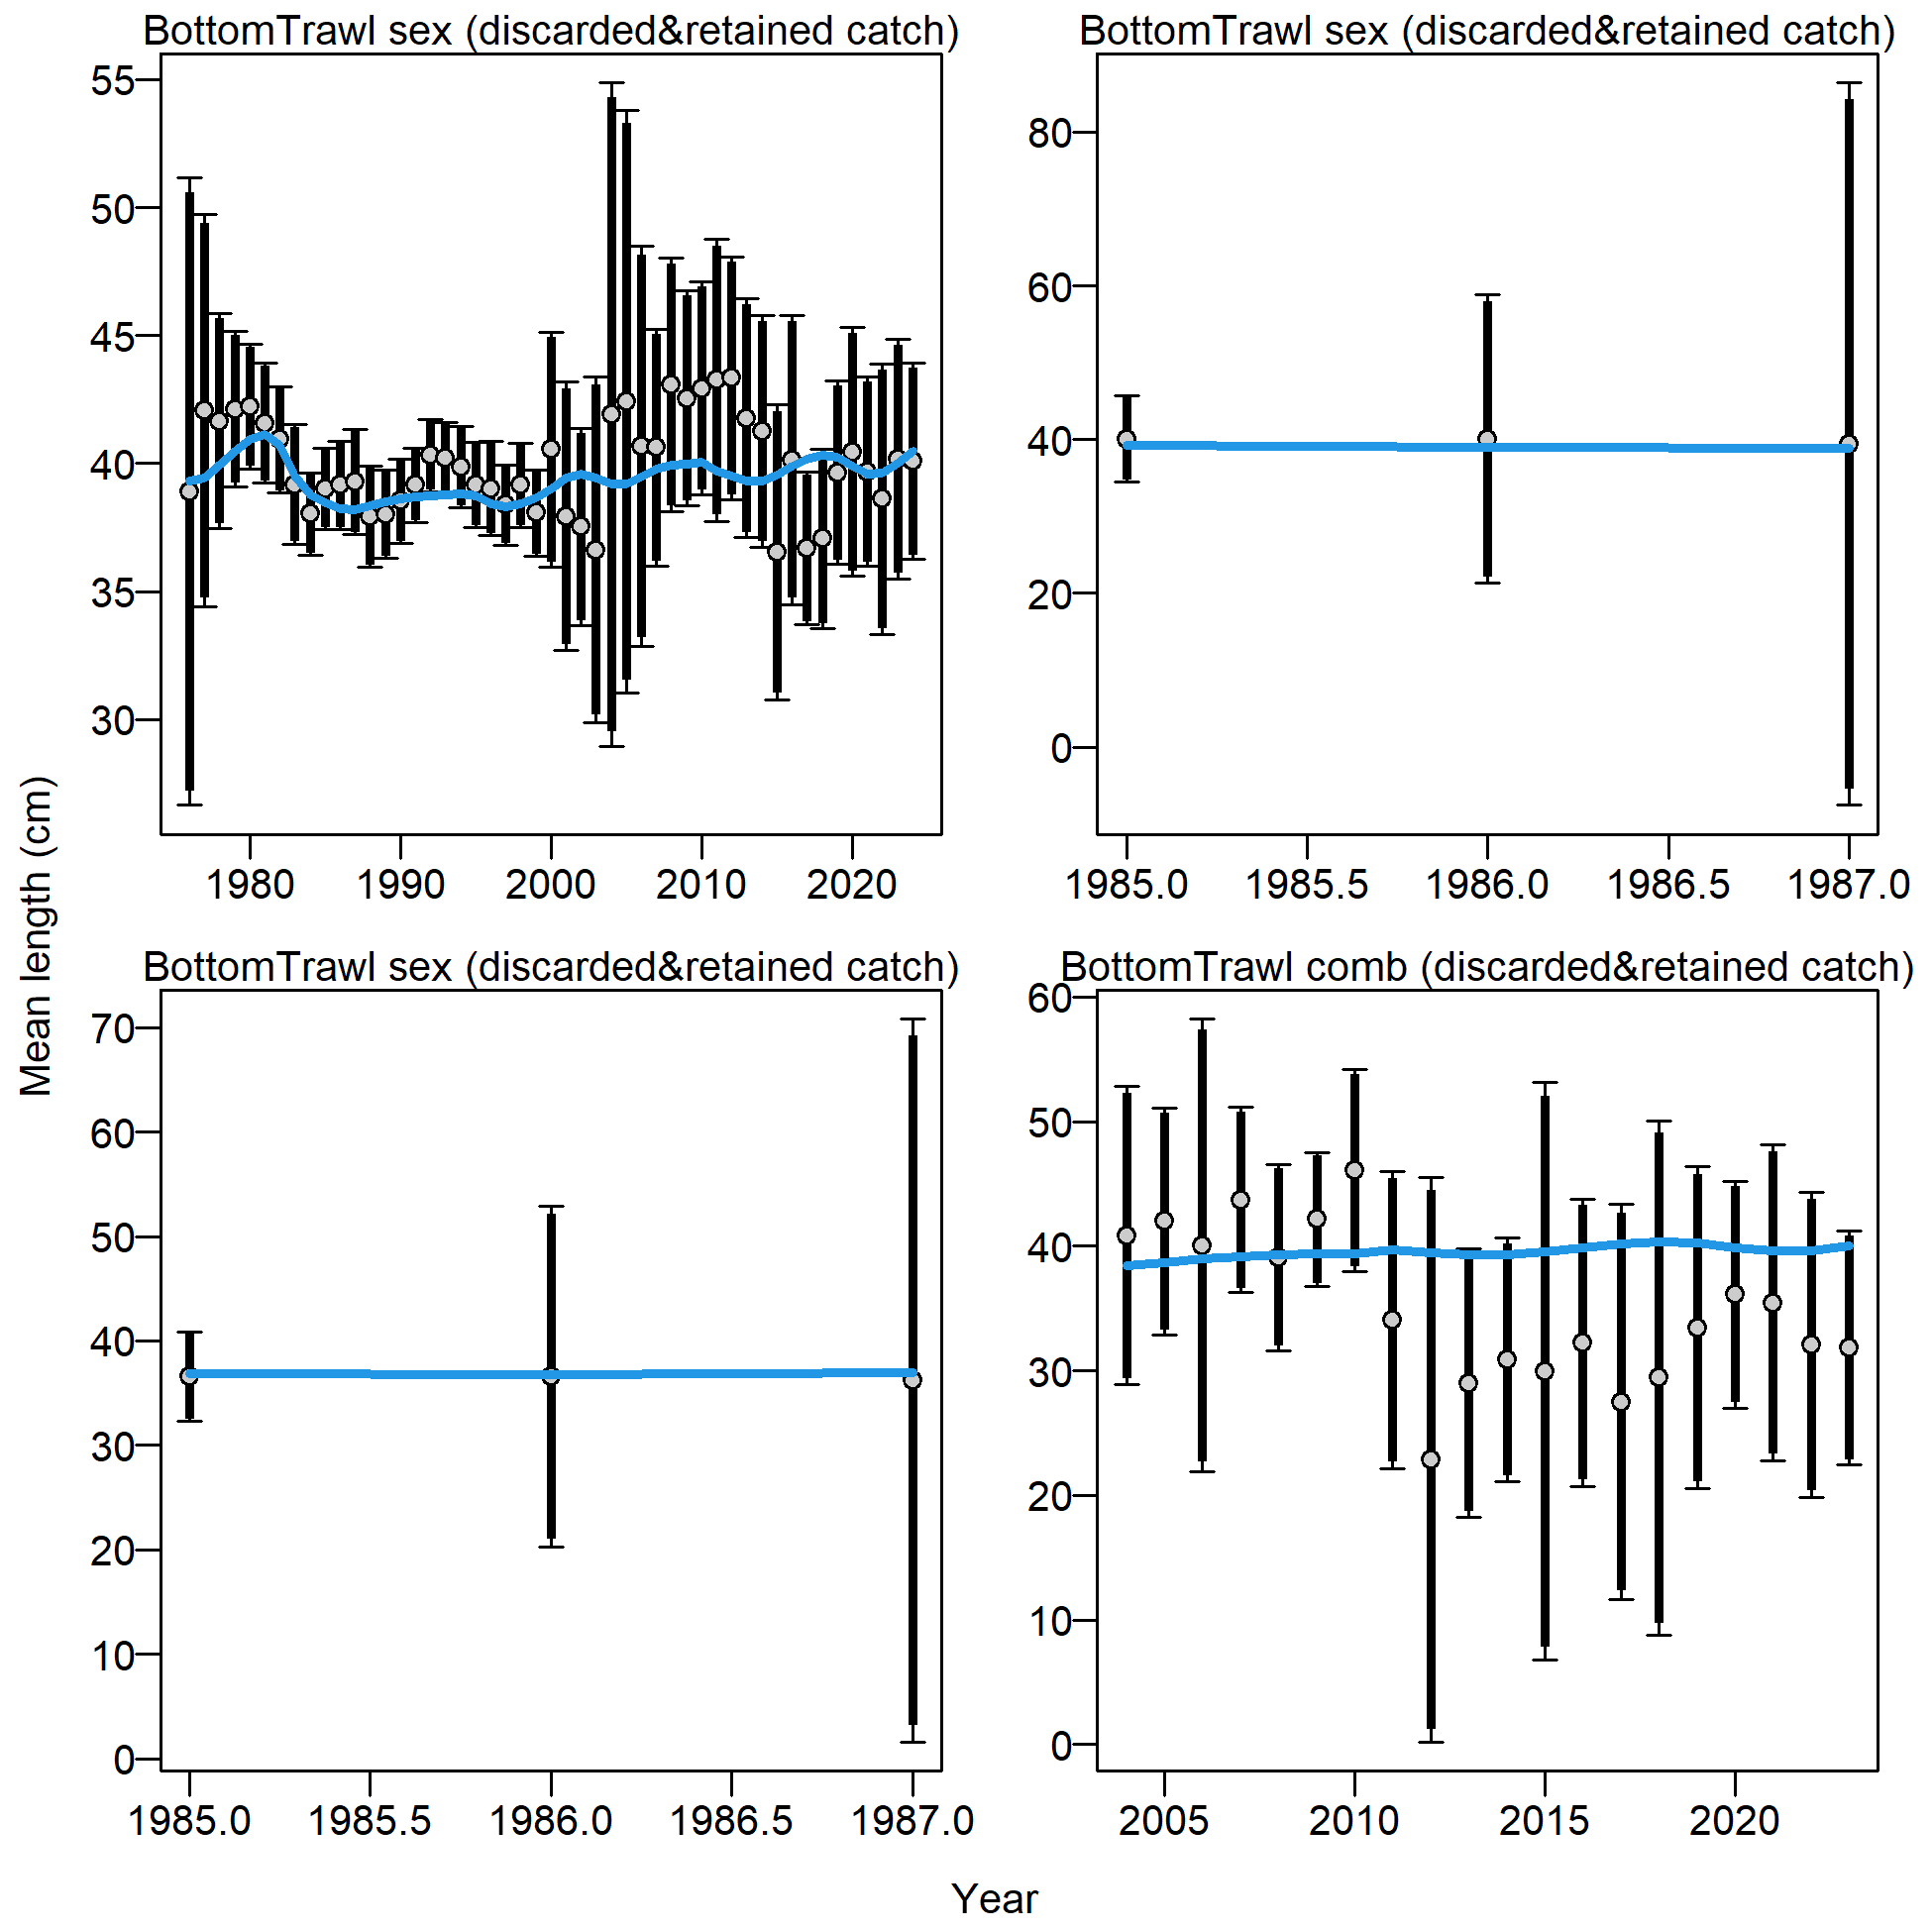 BottomTrawl sex (discarded&retained catch)
55
50
45
40
35
30
1980 1990 2000 2010 2020
BottomTrawl sex (discarded&retained catch)
80
60
40
20
0
1985.0 1985.5 1986.0 1986.5 1987.0
BottomTrawl sex (discarded&retained catch)
70
60
50
40
30
20
10
0
1985.0 1985.5 1986.0 1986.5 1987.0
BottomTrawl comb (discarded&retained catch)
60
50
40
30
20
10
0
2005 2010 2015 2020
Mean length (cm)
Year